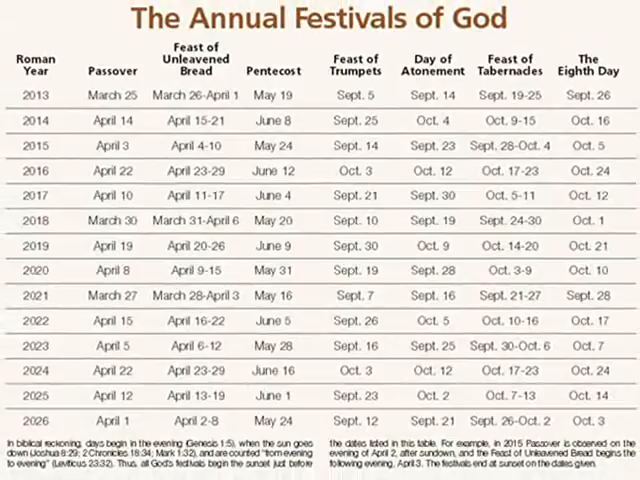 The Annual Festivals of God
Roman Year Passover Feast of Unleavened Bread Pentecost Feast of Trumpets Day of Atonement Feast of Tabernacles The Eighth Day
2013 March 25 March 26-April 1 May 19 Sept. 5 Sept. 14 Sept. 19-25 Sept. 26
2014 April 14 April 15-21 June 8 Sept. 25 Oct. 4 Oct. 9-15 Oct. 16
2015 April 3 April 4-10 May 24 Sept. 14 Sept. 23 Sept. 28-Oct. 4 Oct. 5
2016 April 22 April 23-29 June 12 Oct. 3 Oct. 12 Oct. 17-23 Oct. 24
2017 April 10 April 11-17 June 4 Sept. 21 Sept. 30 Oct. 5-11 Oct. 12
2018 March 30 March 31-April 6 May 20 Sept. 10 Sept. 19 Sept. 24-30 Oct. 1
2019 April 19 April 20-26 June 9 Sept. 30 Oct. 9 Oct. 14-20 Oct. 21
2020 April 8 April 9-15 May 31 Sept. 19 Sept. 28 Oct. 3-9 Oct. 10
2021 March 27 March 28-April 3 May 16 Sept. 7 Sept. 16 Sept. 21-27 Sept. 28
2022 April 15 April 16-22 June 5 Sept. 26 Oct. 5 Oct. 10-16 Oct. 17
2023 April 5 April 6-12 May 28 Sept. 16 Sept. 25 Sept. 30-Oct. 6 Oct. 7
2024 April 22 April 23-29 June 16 Oct. 3 Oct. 12 Oct. 17-23 Oct. 24
2025 April 12 April 13-19 June 1 Sept. 23 Oct. 2 Oct. 7-13 Oct. 14
2026 April 1 April 2-8 May 24 Sept. 12 Sept. 21 Sept. 26-Oct. 2 Oct. 3
In biblical reckoning, days begin in the evening (Genesis 1:5), when the sun goes
down (Joshua 8:29; 2 Chronicles 18:34; Mark 1:32), and are counted "from evening
to evening" (Leviticus 23:32). Thus, all God's festivals begin the sunset just before
the dates listed in this table. For example, in 2015 Passover is observed on the
evening of April 2, after sundown, and the Feast of Unleavened Bread begins the
following evening, April 3. The festivals end at sunset on the dates given.